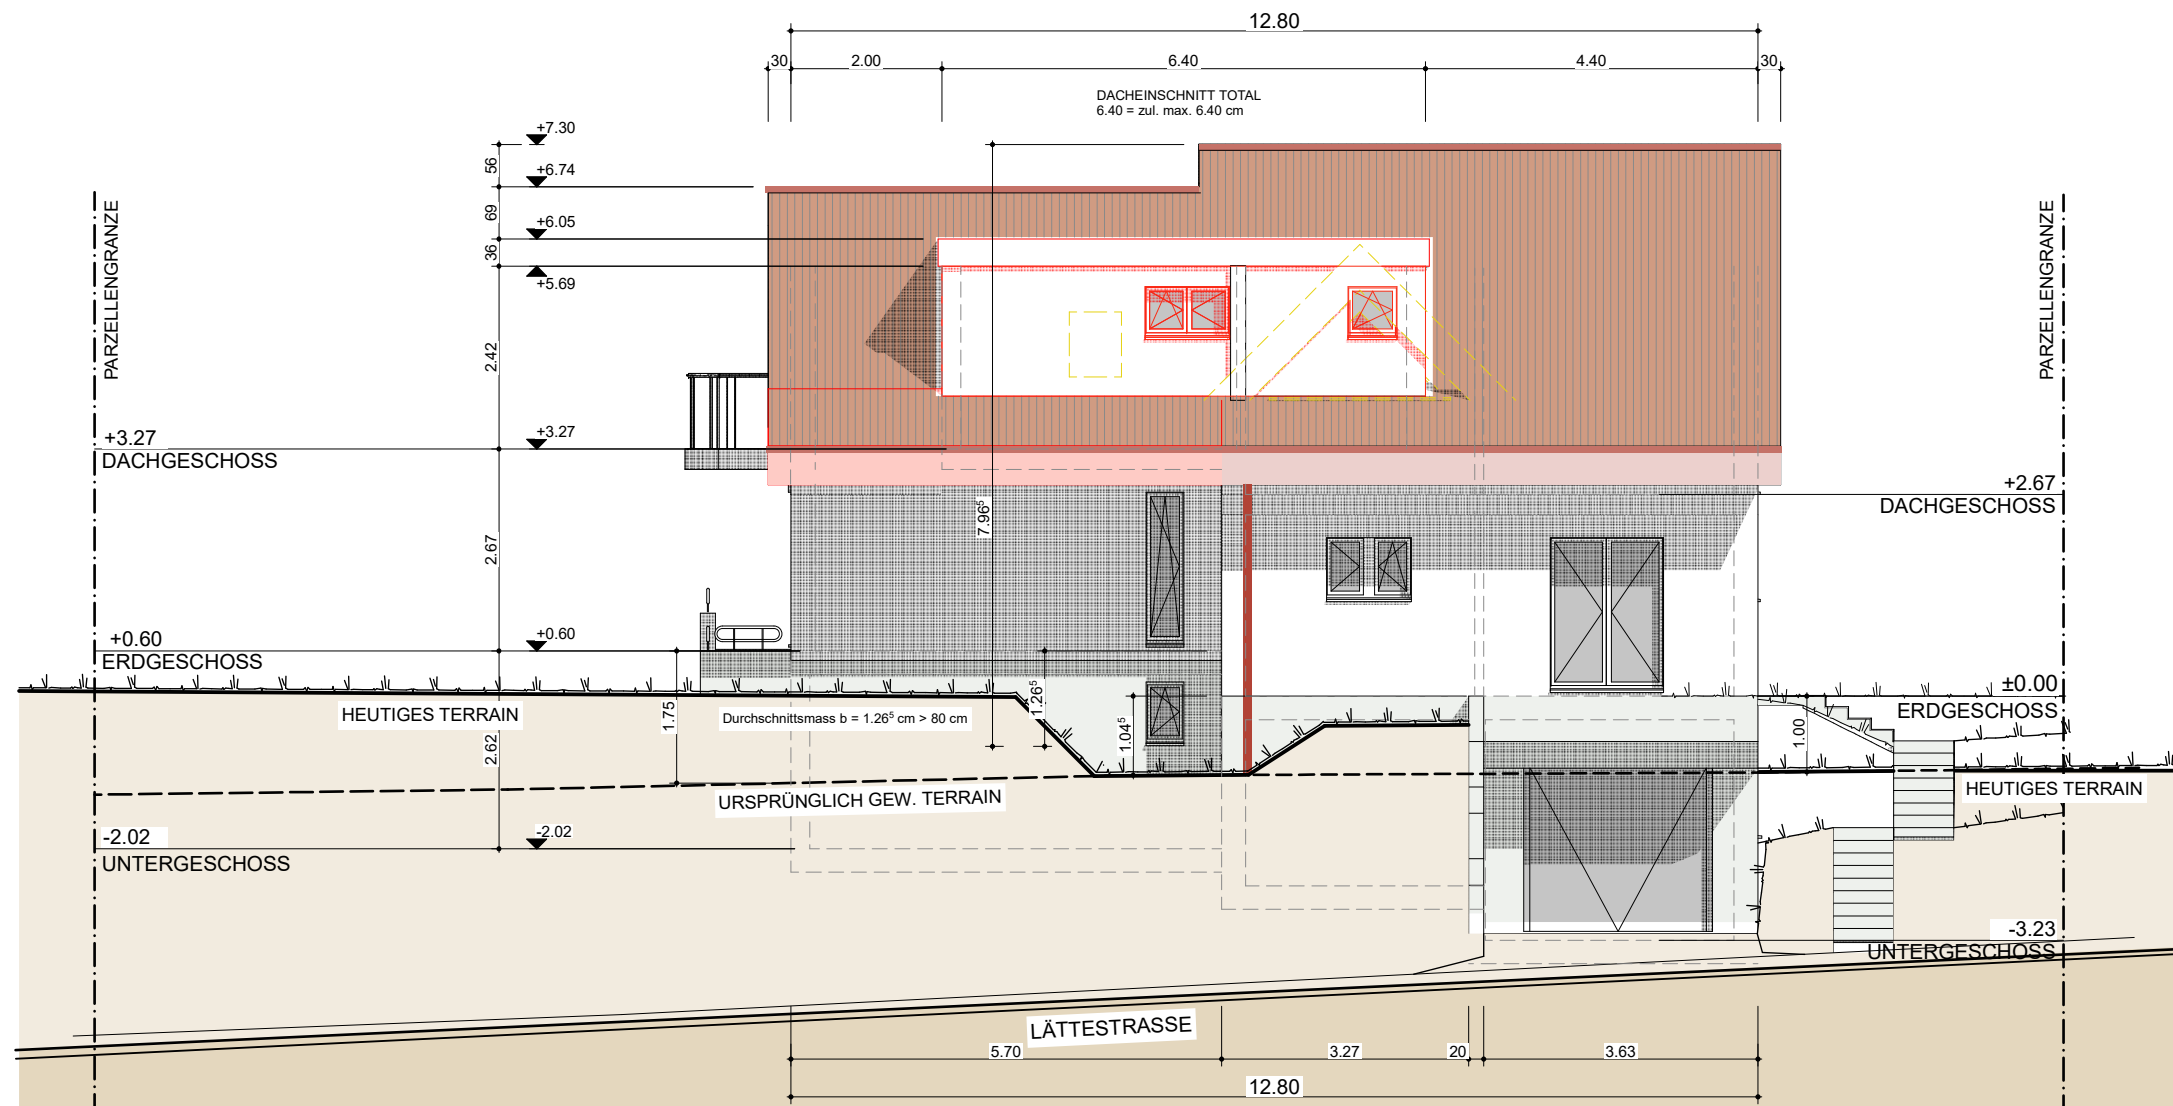 12.80
30
2.00
6.40
4.40
30
DACHEINSCHNITT TOTAL
6.40 = zul. max. 6.40 cm
+7.30
56
+6.74
69
+6.05
36
+5.69
PARZELLENGRANZE
PARZELLENGRANZE
2.42
+3.27
DACHGESCHOSS
+3.27
7.96⁵
+2.67
DACHGESCHOSS
2.67
+0.60
ERDGESCHOSS
+0.60
±0.00
ERDGESCHOSS
HEUTIGES TERRAIN
1.75
Durchschnittsmass b = 1.26⁵ cm > 80 cm
1.26⁵
1.04⁵
1.00
2.62
URSPRÜNGLICH GEW. TERRAIN
HEUTIGES TERRAIN
-2.02
UNTERGESCHOSS
-2.02
-3.23
UNTERGESCHOSS
LÄTTESTRASSE
5.70
3.27
20
3.63
12.80